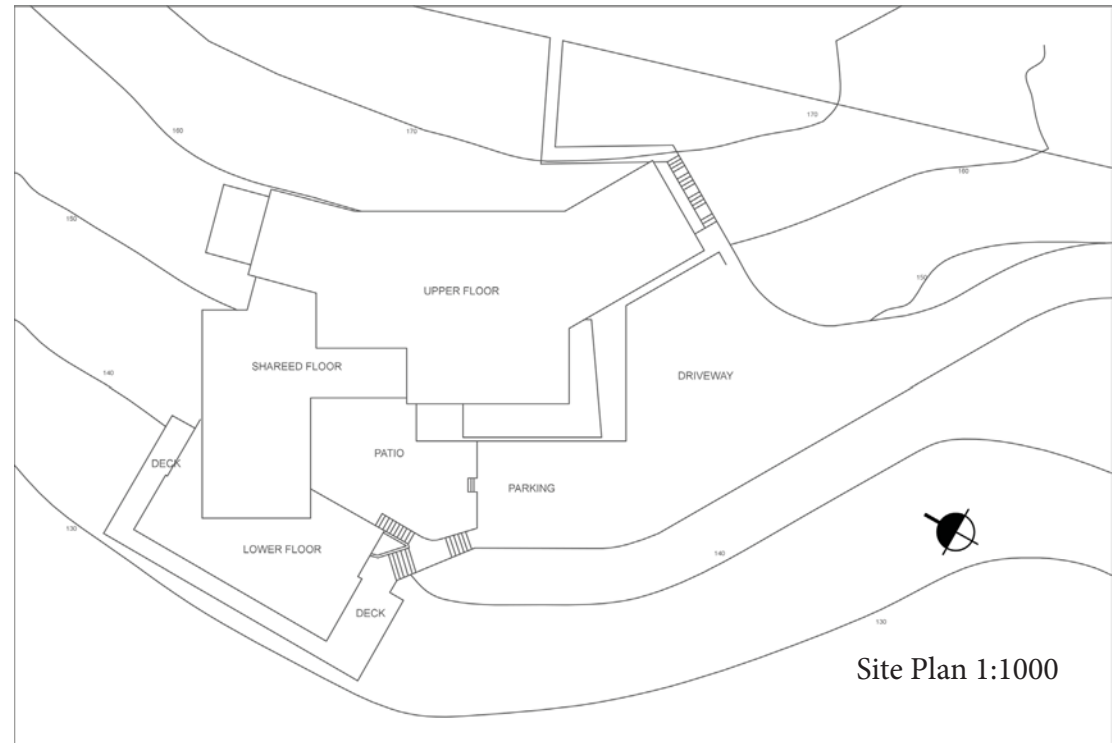 160
170
170
160
150
150
UPPER FLOOR
SHAREED FLOOR
140
DRIVEWAY
PATIO
DECK
PARKING
130
LOWER FLOOR
140
DECK
130
Site Plan 1:1000